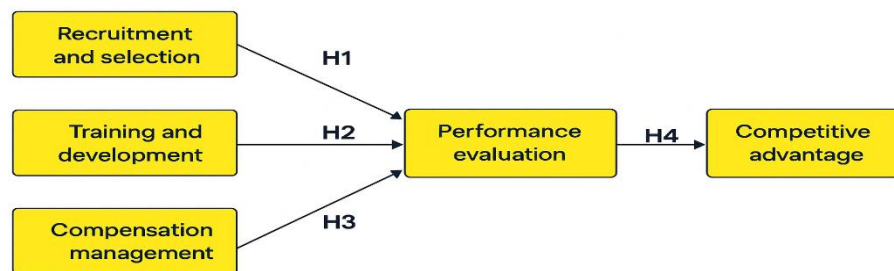 Recruitment
and selection
H1
Training and
development
H2
Performance
evaluation
H4
Competitive
advantage
H3
Compensation
management